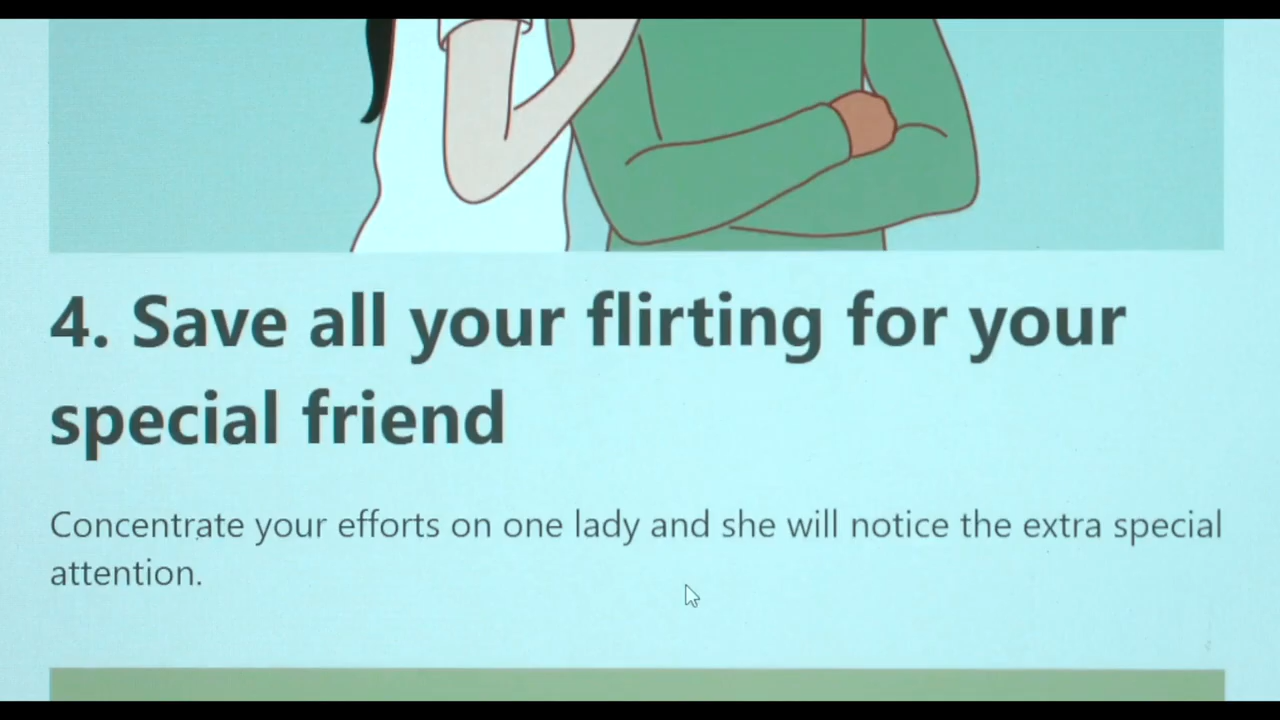 4. Save all your flirting for your
special friend
Concentrate your efforts on one lady and she will notice the extra special
attention.